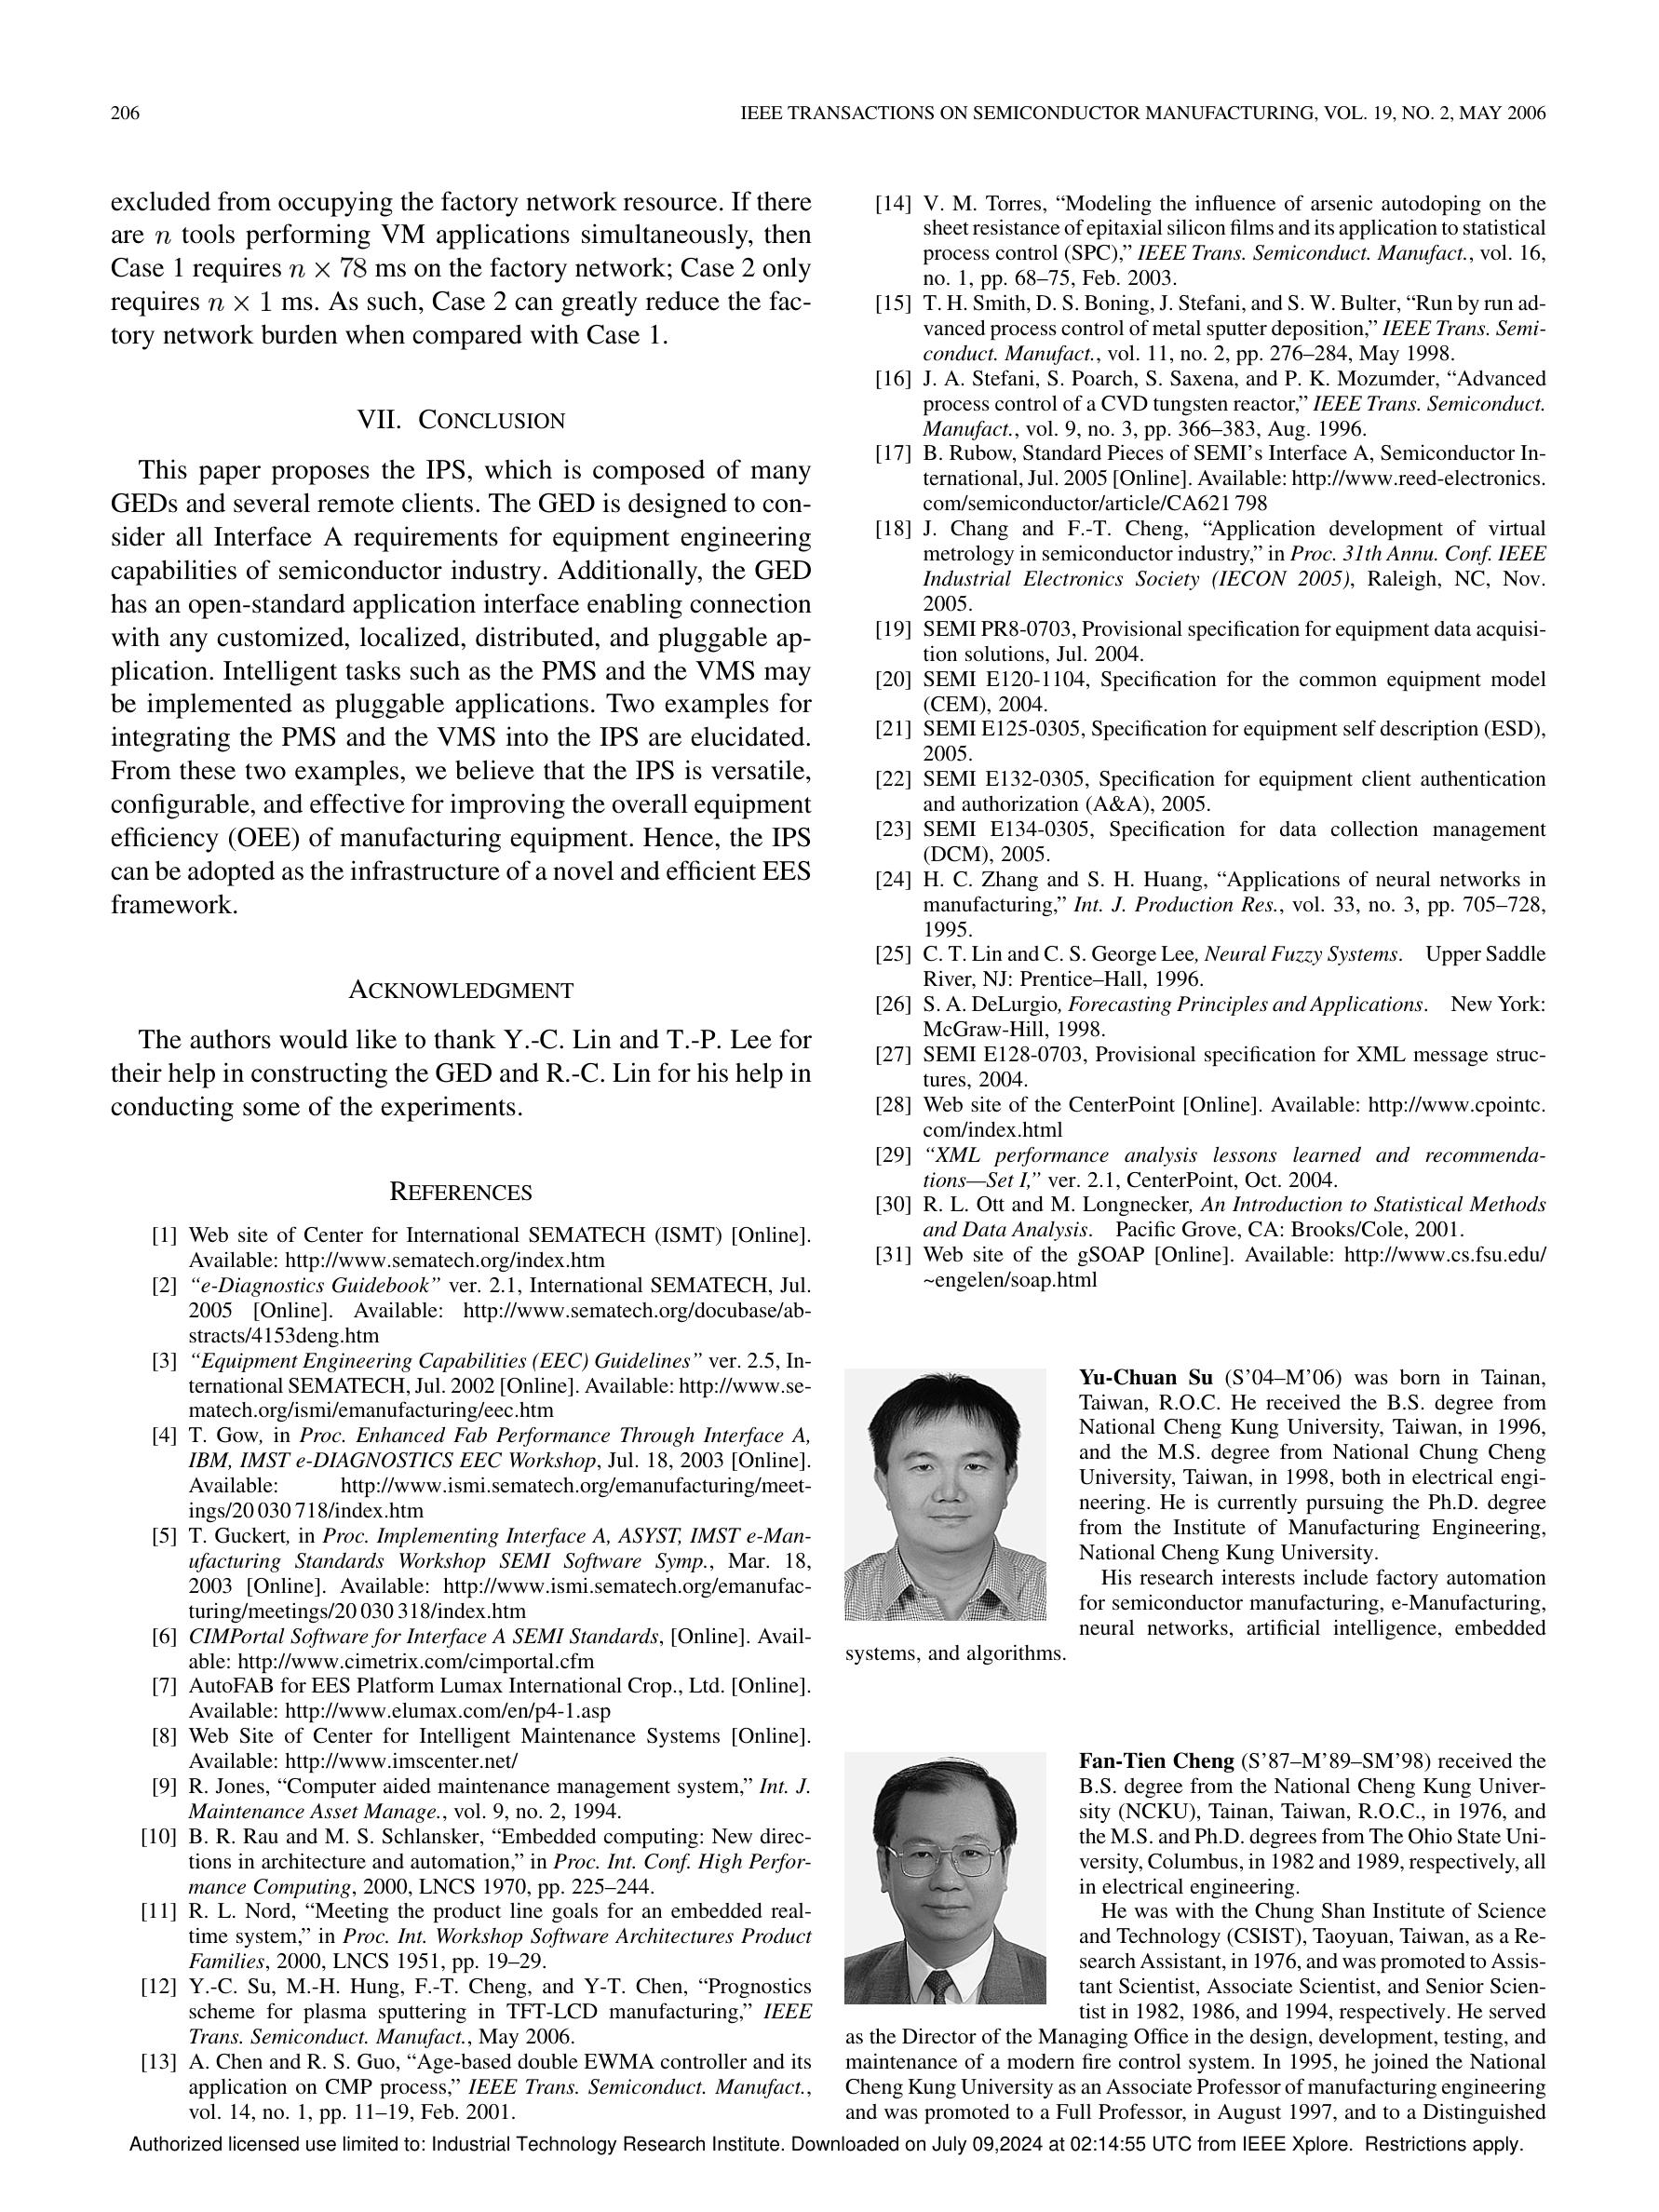 206
IEEE TRANSACTIONS ON SEMICONDUCTOR MANUFACTURING, VOL. 19, NO. 2, MAY 2006
excluded from occupying the factory network resource. If there
are n tools performing VM applications simultaneously, then
Case 1 requires n × 78 ms on the factory network; Case 2 only
requires n × 1 ms. As such, Case 2 can greatly reduce the fac-
tory network burden when compared with Case 1.
VII. CONCLUSION
This paper proposes the IPS, which is composed of many
GEDs and several remote clients. The GED is designed to con-
sider all Interface A requirements for equipment engineering
capabilities of semiconductor industry. Additionally, the GED
has an open-standard application interface enabling connection
with any customized, localized, distributed, and pluggable ap-
plication. Intelligent tasks such as the PMS and the VMS may
be implemented as pluggable applications. Two examples for
integrating the PMS and the VMS into the IPS are elucidated.
From these two examples, we believe that the IPS is versatile,
configurable, and effective for improving the overall equipment
efficiency (OEE) of manufacturing equipment. Hence, the IPS
can be adopted as the infrastructure of a novel and efficient EES
framework.
ACKNOWLEDGMENT
The authors would like to thank Y.-C. Lin and T.-P. Lee for
their help in constructing the GED and R.-C. Lin for his help in
conducting some of the experiments.
REFERENCES
[1] Web site of Center for International SEMATECH (ISMT) [Online].
Available: http://www.sematech.org/index.htm
[2] “e-Diagnostics Guidebook” ver. 2.1, International SEMATECH, Jul.
2005 [Online]. Available: http://www.sematech.org/docubase/ab-
stracts/4153deng.htm
[3] “Equipment Engineering Capabilities (EEC) Guidelines” ver. 2.5, In-
ternational SEMATECH, Jul. 2002 [Online]. Available: http://www.se-
matech.org/ismi/emanufacturing/eec.htm
[4] T. Gow, in Proc. Enhanced Fab Performance Through Interface A,
IBM, IMST e-DIAGNOSTICS EEC Workshop, Jul. 18, 2003 [Online].
Available: http://www.ismi.sematech.org/emanufacturing/meet-
ings/20 030 718/index.htm
[5] T. Guckert, in Proc. Implementing Interface A, ASYST, IMST e-Man-
ufacturing Standards Workshop SEMI Software Symp., Mar. 18,
2003 [Online]. Available: http://www.ismi.sematech.org/emanufac-
turing/meetings/20 030 318/index.htm
[6] CIMPortal Software for Interface A SEMI Standards, [Online]. Avail-
able: http://www.cimetrix.com/cimportal.cfm
[7] AutoFAB for EES Platform Lumax International Crop., Ltd. [Online].
Available: http://www.elumax.com/en/p4-1.asp
[8] Web Site of Center for Intelligent Maintenance Systems [Online].
Available: http://www.imscenter.net/
[9] R. Jones, “Computer aided maintenance management system,” Int. J.
Maintenance Asset Manage., vol. 9, no. 2, 1994.
[10] B. R. Rau and M. S. Schlansker, “Embedded computing: New direc-
tions in architecture and automation,” in Proc. Int. Conf. High Perfor-
mance Computing, 2000, LNCS 1970, pp. 225–244.
[11] R. L. Nord, “Meeting the product line goals for an embedded real-
time system,” in Proc. Int. Workshop Software Architectures Product
Families, 2000, LNCS 1951, pp. 19–29.
[12] Y.-C. Su, M.-H. Hung, F.-T. Cheng, and Y-T. Chen, “Prognostics
scheme for plasma sputtering in TFT-LCD manufacturing,” IEEE
Trans. Semiconduct. Manufact., May 2006.
[13] A. Chen and R. S. Guo, “Age-based double EWMA controller and its
application on CMP process,” IEEE Trans. Semiconduct. Manufact.,
vol. 14, no. 1, pp. 11–19, Feb. 2001.
[14] V. M. Torres, “Modeling the influence of arsenic autodoping on the
sheet resistance of epitaxial silicon films and its application to statistical
process control (SPC),” IEEE Trans. Semiconduct. Manufact., vol. 16,
no. 1, pp. 68–75, Feb. 2003.
[15] T. H. Smith, D. S. Boning, J. Stefani, and S. W. Bulter, “Run by run ad-
vanced process control of metal sputter deposition,” IEEE Trans. Semi-
conduct. Manufact., vol. 11, no. 2, pp. 276–284, May 1998.
[16] J. A. Stefani, S. Poarch, S. Saxena, and P. K. Mozumder, “Advanced
process control of a CVD tungsten reactor,” IEEE Trans. Semiconduct.
Manufact., vol. 9, no. 3, pp. 366–383, Aug. 1996.
[17] B. Rubow, Standard Pieces of SEMI’s Interface A, Semiconductor In-
ternational, Jul. 2005 [Online]. Available: http://www.reed-electronics.
com/semiconductor/article/CA621 798
[18] J. Chang and F.-T. Cheng, “Application development of virtual
metrology in semiconductor industry,” in Proc. 31th Annu. Conf. IEEE
Industrial Electronics Society (IECON 2005), Raleigh, NC, Nov.
2005.
[19] SEMI PR8-0703, Provisional specification for equipment data acquisi-
tion solutions, Jul. 2004.
[20] SEMI E120-1104, Specification for the common equipment model
(CEM), 2004.
[21] SEMI E125-0305, Specification for equipment self description (ESD),
2005.
[22] SEMI E132-0305, Specification for equipment client authentication
and authorization (A&A), 2005.
[23] SEMI E134-0305, Specification for data collection management
(DCM), 2005.
[24] H. C. Zhang and S. H. Huang, “Applications of neural networks in
manufacturing,” Int. J. Production Res., vol. 33, no. 3, pp. 705–728,
1995.
[25] C. T. Lin and C. S. George Lee, Neural Fuzzy Systems. Upper Saddle
River, NJ: Prentice–Hall, 1996.
[26] S. A. DeLurgio, Forecasting Principles and Applications. New York:
McGraw-Hill, 1998.
[27] SEMI E128-0703, Provisional specification for XML message struc-
tures, 2004.
[28] Web site of the CenterPoint [Online]. Available: http://www.cpointc.
com/index.html
[29] “XML performance analysis lessons learned and recommenda-
tions—Set I,” ver. 2.1, CenterPoint, Oct. 2004.
[30] R. L. Ott and M. Longnecker, An Introduction to Statistical Methods
and Data Analysis. Pacific Grove, CA: Brooks/Cole, 2001.
[31] Web site of the gSOAP [Online]. Available: http://www.cs.fsu.edu/
~engelen/soap.html
Yu-Chuan Su (S’04–M’06) was born in Tainan,
Taiwan, R.O.C. He received the B.S. degree from
National Cheng Kung University, Taiwan, in 1996,
and the M.S. degree from National Chung Cheng
University, Taiwan, in 1998, both in electrical engi-
neering. He is currently pursuing the Ph.D. degree
from the Institute of Manufacturing Engineering,
National Cheng Kung University.
His research interests include factory automation
for semiconductor manufacturing, e-Manufacturing,
neural networks, artificial intelligence, embedded
systems, and algorithms.
Fan-Tien Cheng (S’87–M’89–SM’98) received the
B.S. degree from the National Cheng Kung Univer-
sity (NCKU), Tainan, Taiwan, R.O.C., in 1976, and
the M.S. and Ph.D. degrees from The Ohio State Uni-
versity, Columbus, in 1982 and 1989, respectively, all
in electrical engineering.
He was with the Chung Shan Institute of Science
and Technology (CSIST), Taoyuan, Taiwan, as a Re-
search Assistant, in 1976, and was promoted to Assis-
tant Scientist, Associate Scientist, and Senior Scien-
tist in 1982, 1986, and 1994, respectively. He served
as the Director of the Managing Office in the design, development, testing, and
maintenance of a modern fire control system. In 1995, he joined the National
Cheng Kung University as an Associate Professor of manufacturing engineering
and was promoted to a Full Professor, in August 1997, and to a Distinguished
Authorized licensed use limited to: Industrial Technology Research Institute. Downloaded on July 09,2024 at 02:14:55 UTC from IEEE Xplore. Restrictions apply.